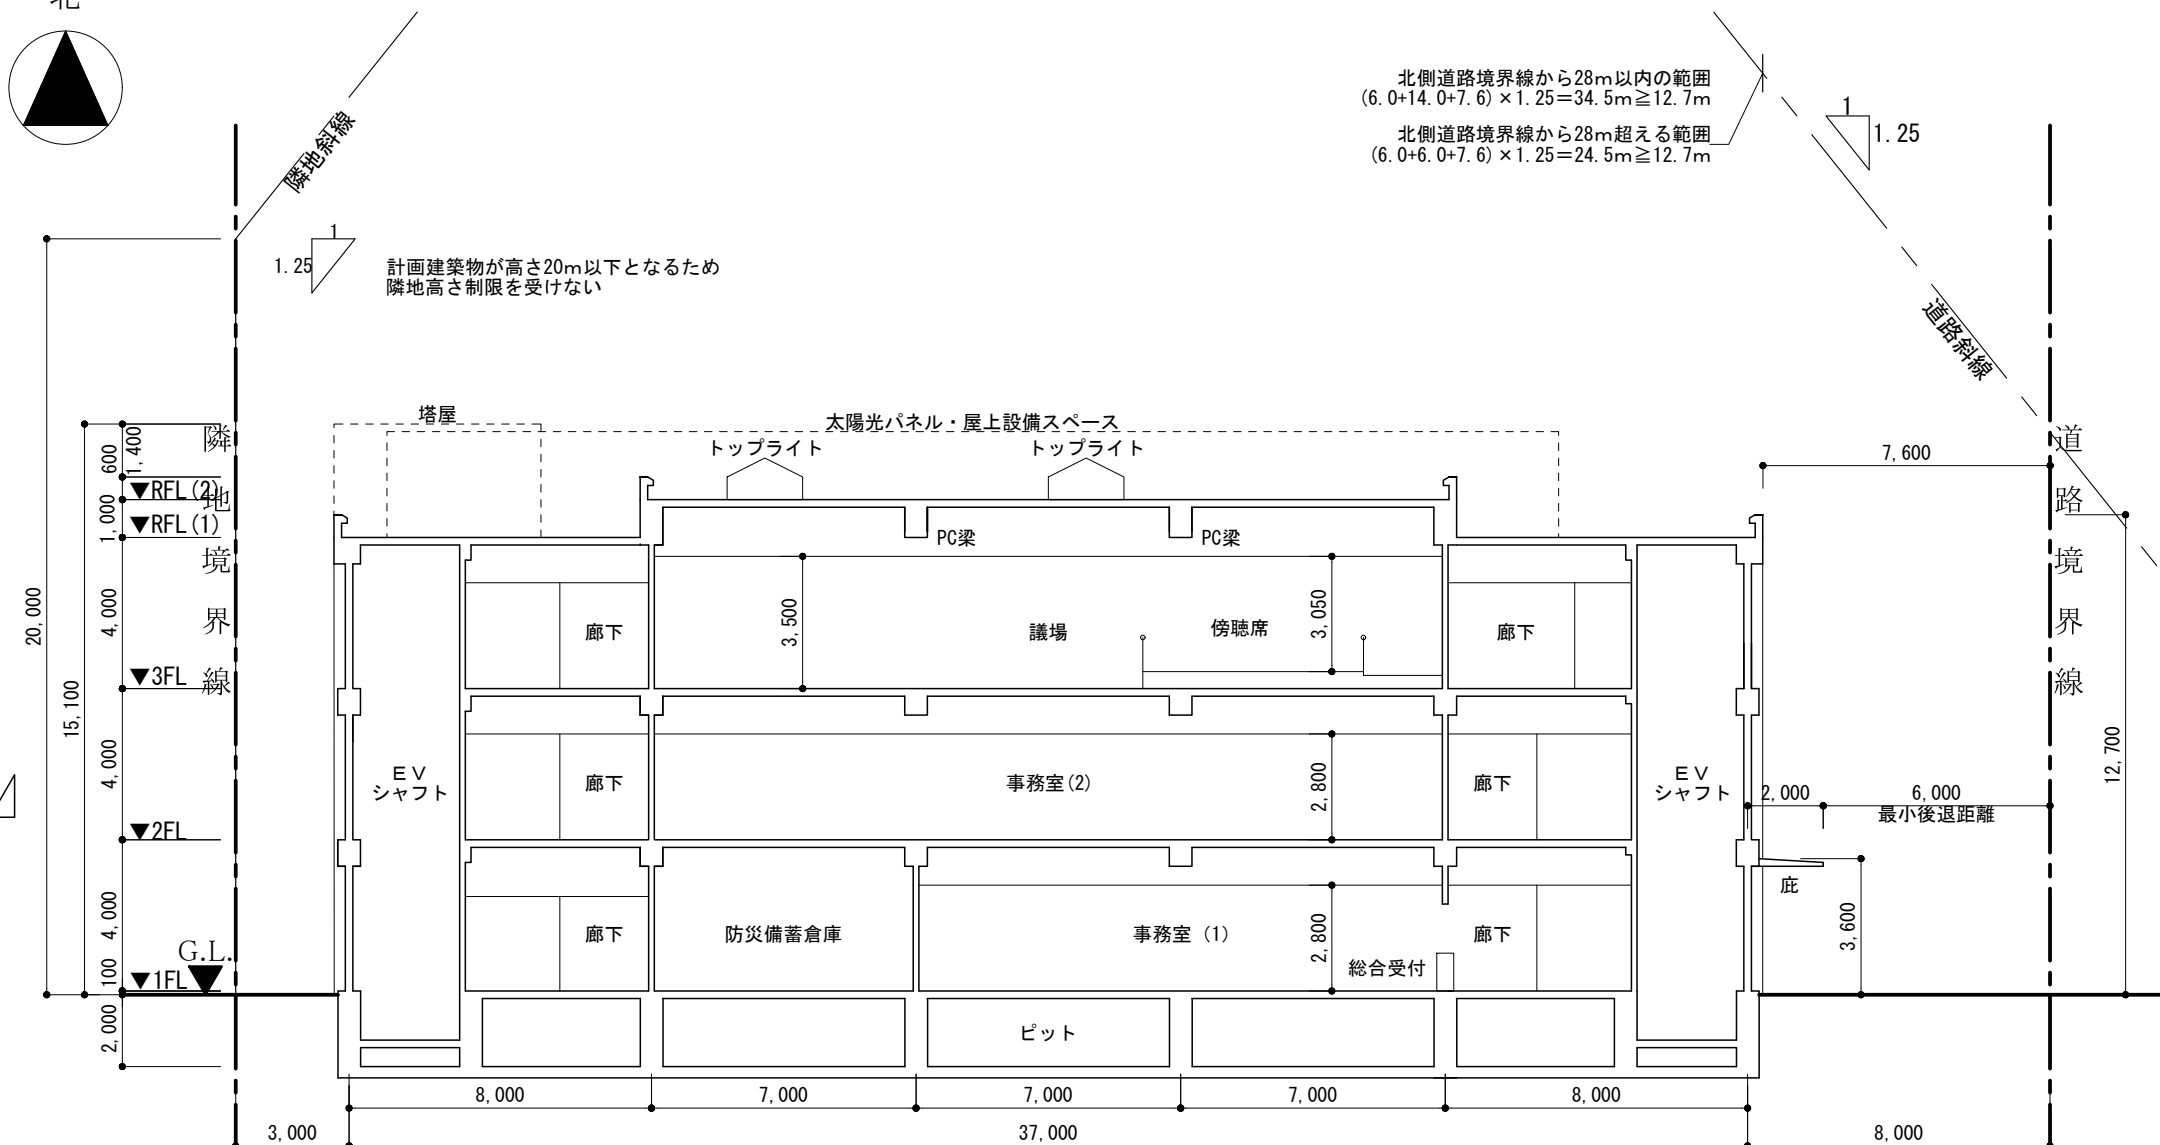 北
北側道路境界線から28m以内の範囲
(6.0+14.0+7.6)×1.25=34.5m≧12.7m
北側道路境界線から28m超える範囲
(6.0+6.0+7.6)×1.25=24.5m≧12.7m
1
1.25
隣地斜線
1
1.25
計画建築物が高さ20m以下となるため
隣地高さ制限を受けない
道路斜線
塔屋
太陽光パネル・屋上設備スペース
トップライト
トップライト
隣地境界線
道路境界線
7,600
600
1,400
▼RFL(2)
1,000
▼RFL(1)
PC梁
PC梁
20,000
15,100
4,000
3,500
3,050
廊下
議場
傍聴席
廊下
▼3FL
12,700
4,000
EV
シャフト
廊下
事務室(2)
2,800
廊下
EV
シャフト
2,000
6,000
最小後退距離
▼2FL
庇
3,600
4,000
廊下
防災備蓄倉庫
事務室(1)
2,800
廊下
総合受付
G.L.
100
▼1FL
2,000
ピット
8,000
7,000
7,000
7,000
8,000
3,000
37,000
8,000